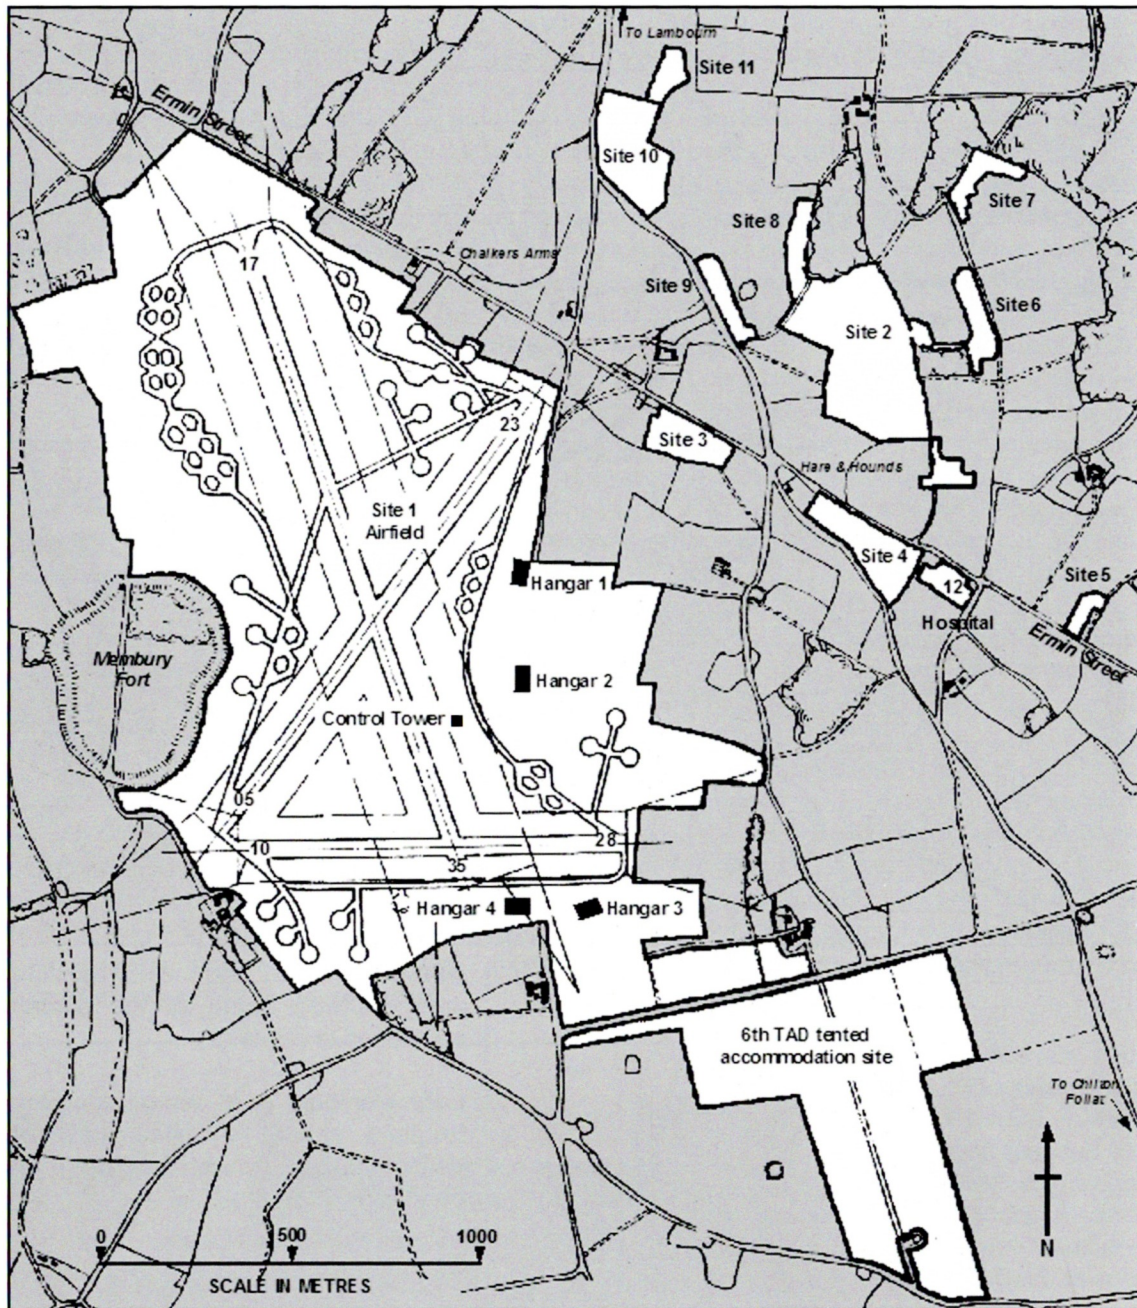 To Lambourn
Site 11
Ermin Street
Site 10
Site 7
Site 8
Chalkers Arms
17
Site 9
Site 6
Site 2
23
Site 3
Hare & Hounds
Site 1
Airfield
Site 4
Hangar 1
Site 5
12
Hospital
Ermin Street
Membury
Fort
Hangar 2
Control Tower
05
10
28
35
Hangar 4
Hangar 3
6th TAD tented
accommodation site
To Chilton
Foliat
0
500
1000
SCALE IN METRES
N